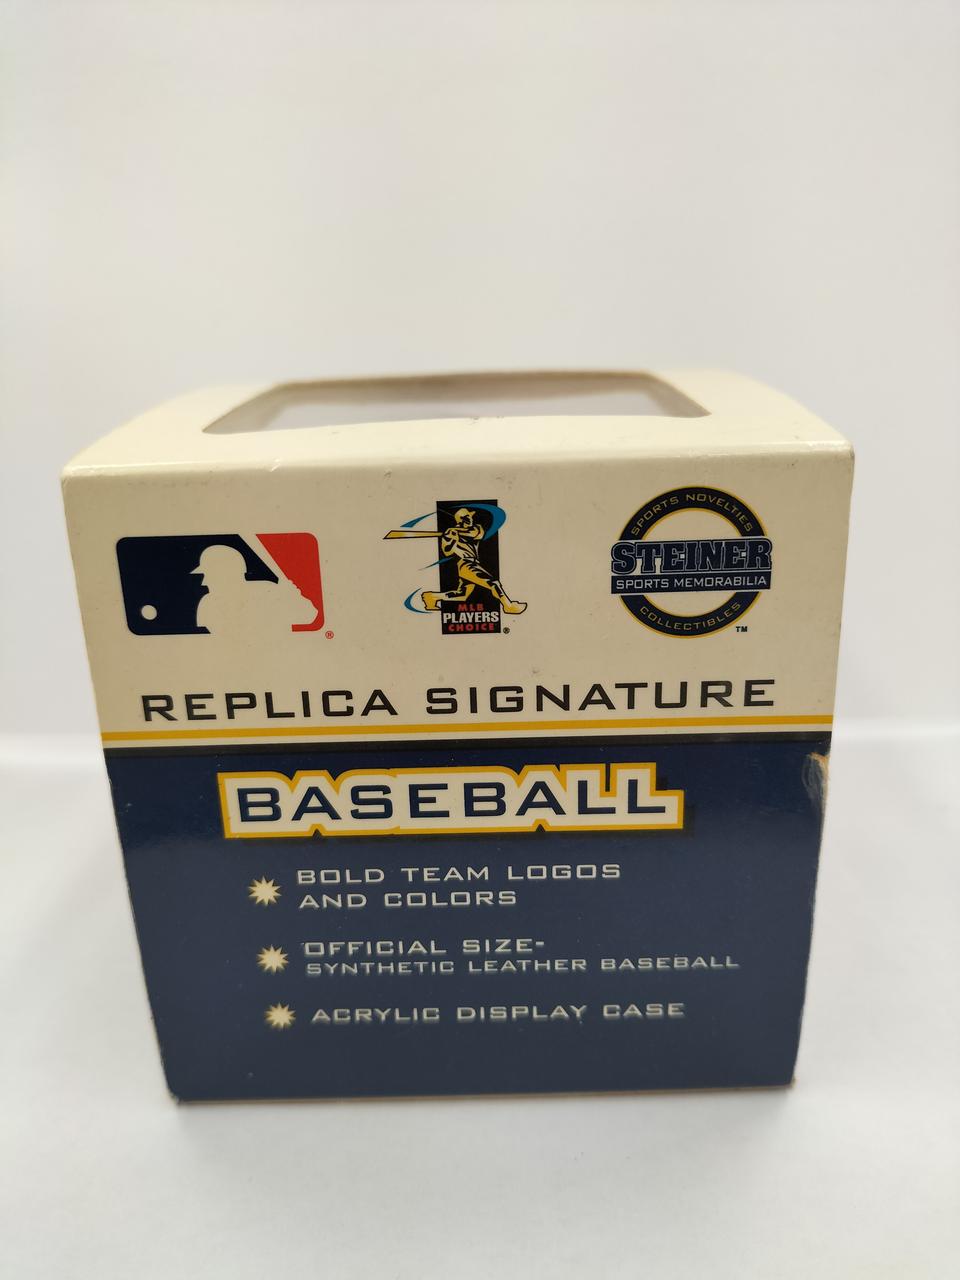 MLB
PLAYERS
CHOICE
®
®
SPORTS NOVELTIES
STEINER
SPORTS MEMORABILIA
COLLECTIBLES
TM
REPLICA SIGNATURE
BASEBALL
BOLD TEAM LOGOS
AND COLORS
OFFICIAL SIZE-
SYNTHETIC LEATHER BASEBALL
ACRYLIC DISPLAY CASE